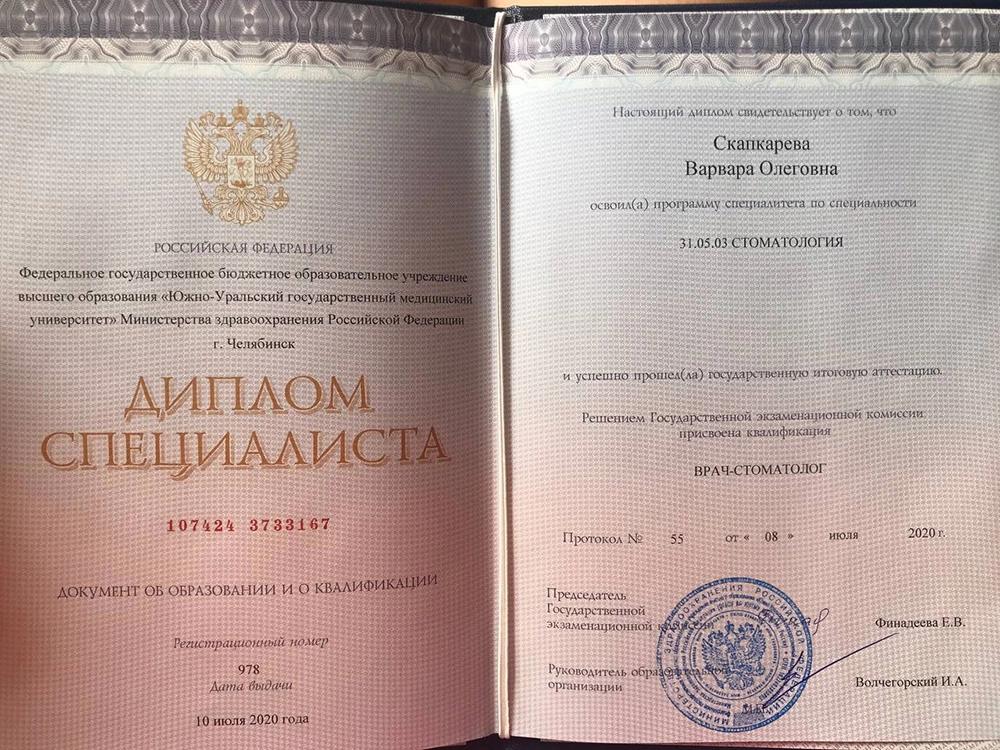 РОССИЙСКАЯ ФЕДЕРАЦИЯ
Федеральное государственное бюджетное образовательное учреждение
высшего образования «Южно-Уральский государственный медицинский
университет» Министерства здравоохранения Российской Федерации
г. Челябинск
ДИПЛОМ
СПЕЦИАЛИСТА
107424 3733167
ДОКУМЕНТ ОБ ОБРАЗОВАНИИ И О КВАЛИФИКАЦИИ
Регистрационный номер
978
Дата выдачи
10 июля 2020 года
Настоящий диплом свидетельствует о том, что
Скапкарева
Варвара Олеговна
освоил(а) программу специалитета по специальности
31.05.03 СТОМАТОЛОГИЯ
и успешно прошел(ла) государственную итоговую аттестацию.
Решением Государственной экзаменационной комиссии
присвоена квалификация
ВРАЧ-СТОМАТОЛОГ
Протокол № 55 от « 08 » июля 2020 г.
Председатель
Государственной
экзаменационной комиссии
Финадеева Е.В.
Руководитель образовательной
организации
Волчегорский И.А.